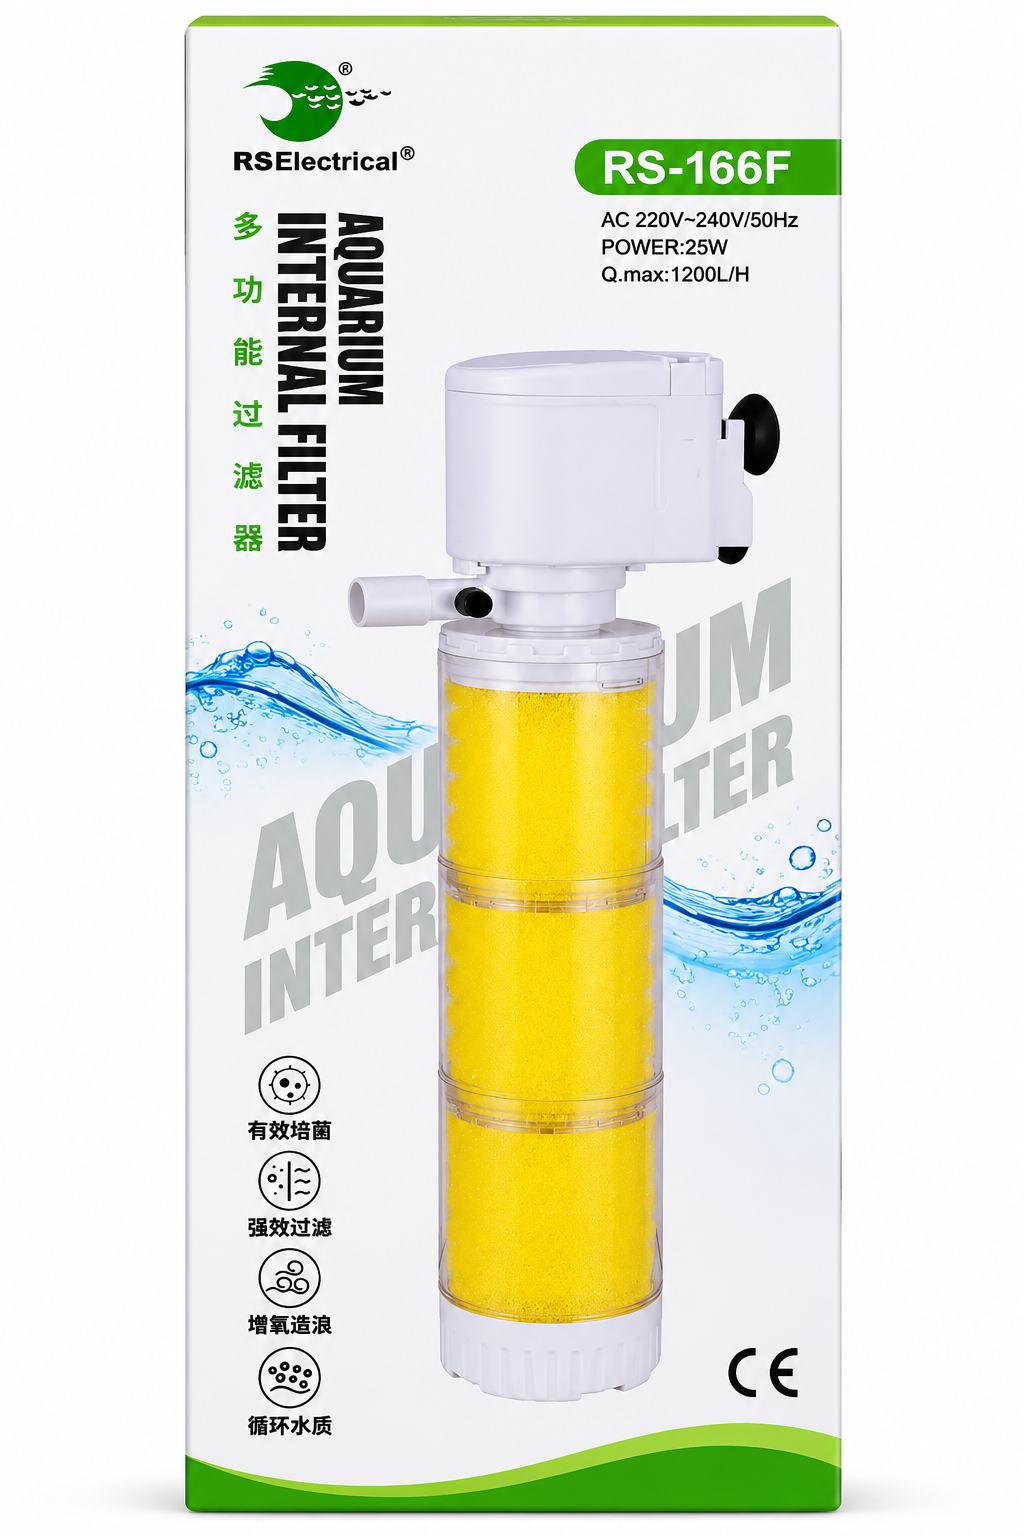 ®
RSElectrical®
RS-166F
AC 220V~240V/50Hz
POWER:25W
Q.max:1200L/H
AQUARIUM
INTERNAL FILTER
多功能过滤器
AQU UM
INTER LTER
有效培菌
强效过滤
增氧造浪
循环水质
CE